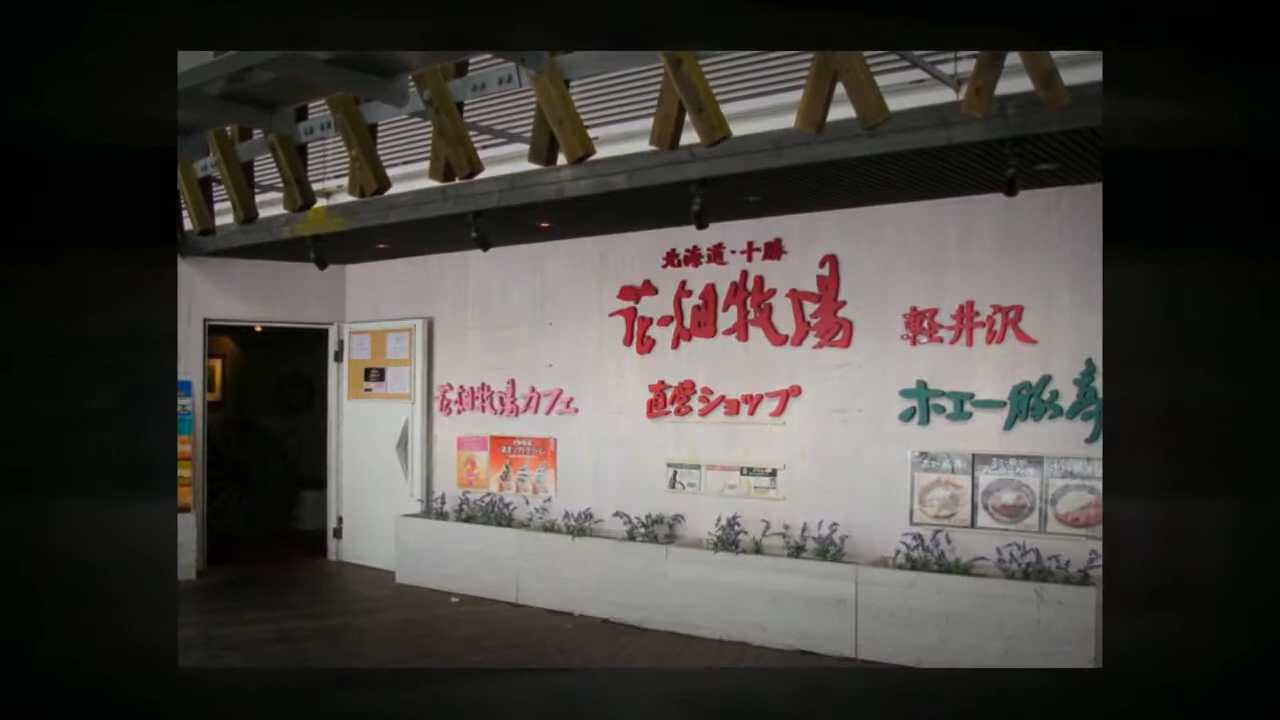 北海道・十勝
花畑牧場
軽井沢
花畑牧場カフェ
直営ショップ
ホエー豚